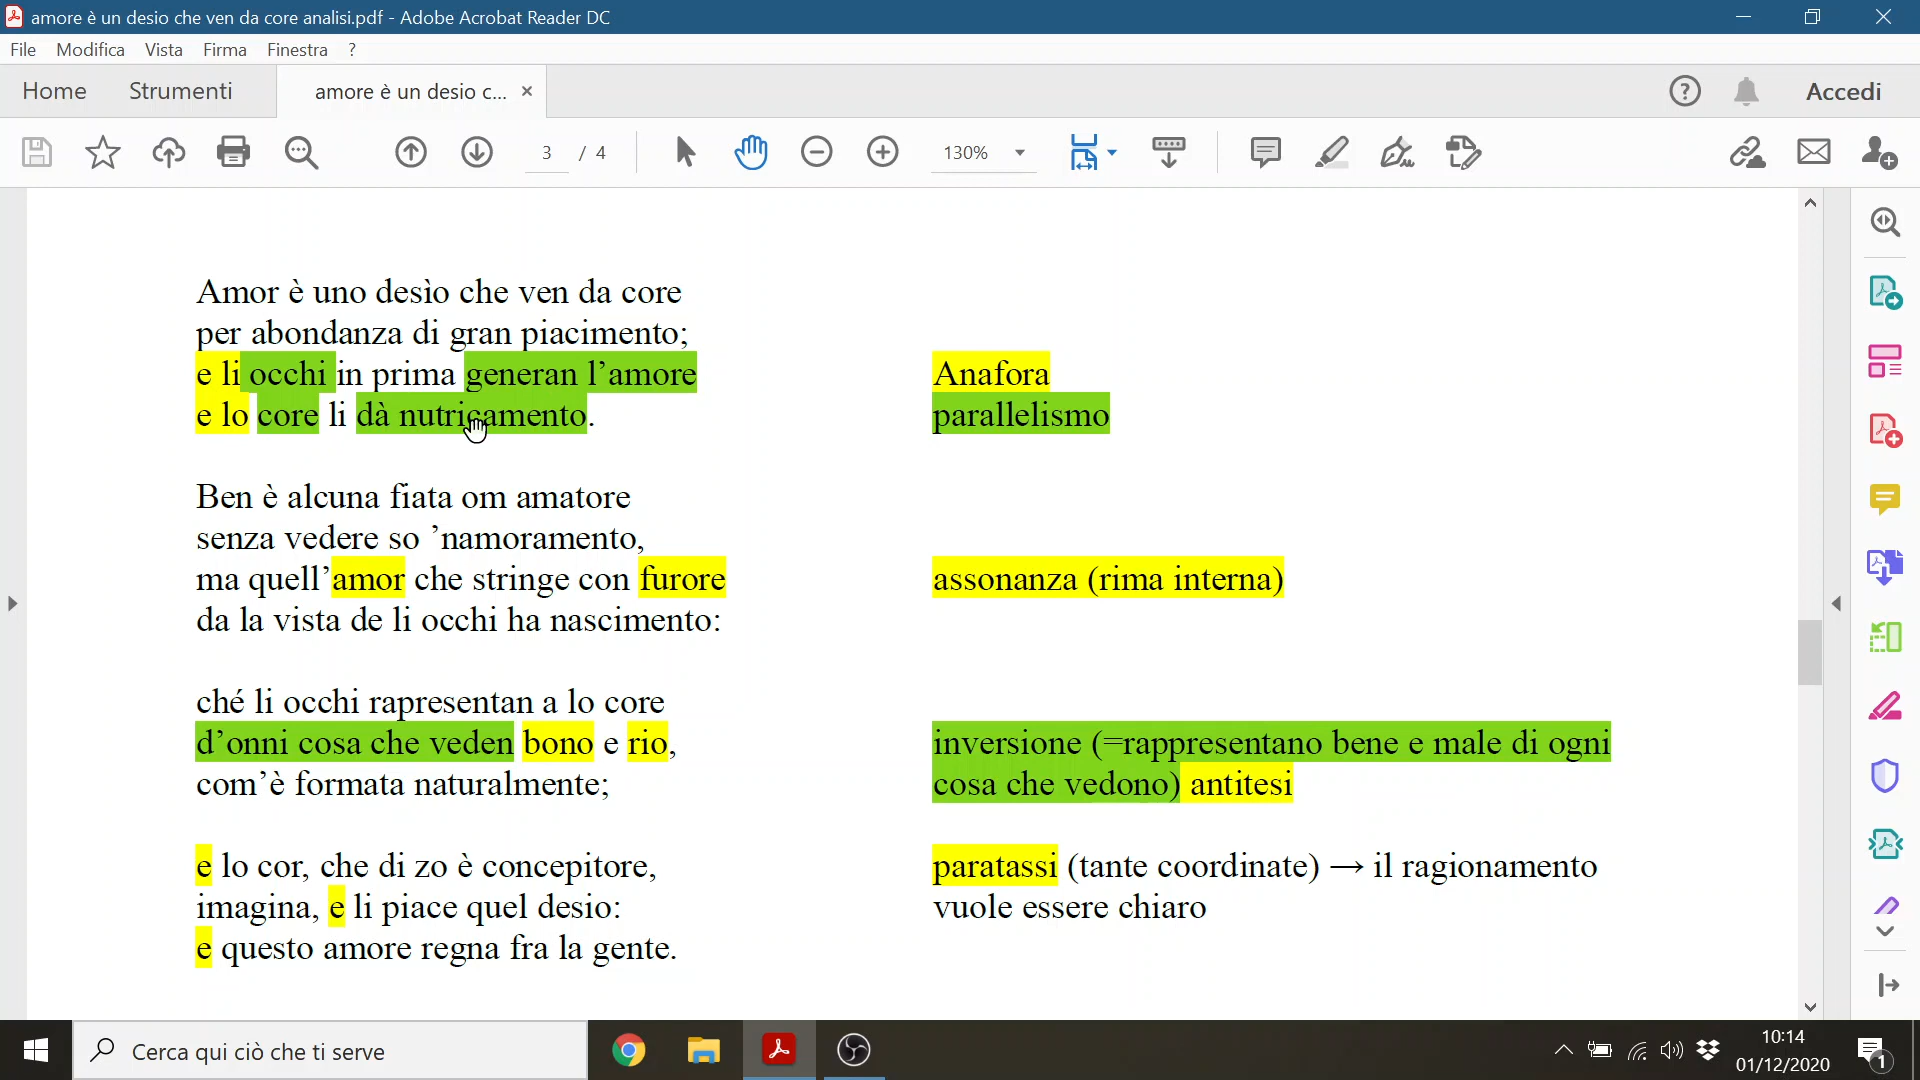 amore è un desio che ven da core analisi.pdf - Adobe Acrobat Reader DC
File Modifica Vista Firma Finestra ?
Home Strumenti amore è un desio c... × Accedi
3 / 4 130%
Amor è uno desìo che ven da core
per abondanza di gran piacimento;
e li occhi in prima generan l’amore Anafora
e lo core li dà nutricamento. parallelismo
Ben è alcuna fiata om amatore
senza vedere so ’namoramento,
ma quell’amor che stringe con furore assonanza (rima interna)
da la vista de li occhi ha nascimento:
ché li occhi rapresentan a lo core
d’onni cosa che veden bono e rio, inversione (=rappresentano bene e male di ogni
com’è formata naturalmente; cosa che vedono) antitesi
e lo cor, che di zo è concepitore, paratassi (tante coordinate) → il ragionamento
imagina, e li piace quel desio: vuole essere chiaro
e questo amore regna fra la gente.
Cerca qui ciò che ti serve
10:14
01/12/2020
1